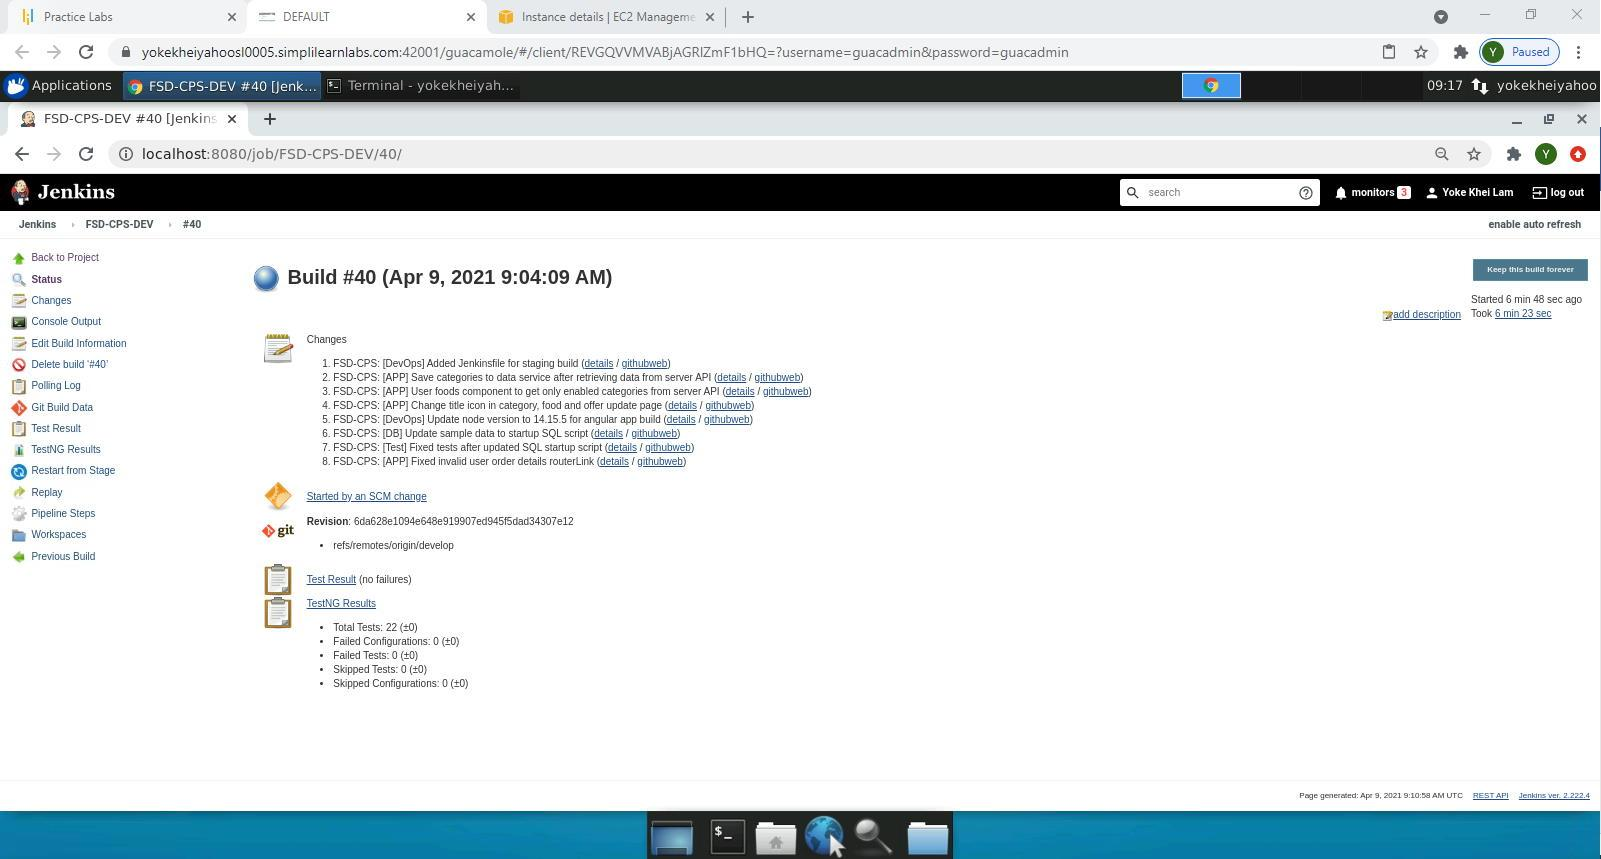 Practice Labs
DEFAULT
Instance details | EC2 Manageme
yokekheiyahoosl0005.simplilearnlabs.com:42001/guacamole/#/client/REVGQVVMVABjAGRIZmF1bHQ=?username=guacadmin&password=guacadmin
Y Paused
Applications
FSD-CPS-DEV #40 [Jenk...
Terminal - yokekheiyah...
09:17
yokekheiyahoo
FSD-CPS-DEV #40 [Jenkins
localhost:8080/job/FSD-CPS-DEV/40/
Y
Jenkins
search
monitors 3
Yoke Khei Lam
log out
Jenkins
FSD-CPS-DEV
#40
enable auto refresh
Back to Project
Status
Changes
Console Output
Edit Build Information
Delete build ‘#40’
Polling Log
Git Build Data
Test Result
TestNG Results
Restart from Stage
Replay
Pipeline Steps
Workspaces
Previous Build
Build #40 (Apr 9, 2021 9:04:09 AM)
Keep this build forever
Started 6 min 48 sec ago
Took 6 min 23 sec
add description
Changes
1. FSD-CPS: [DevOps] Added Jenkinsfile for staging build (details / githubweb)
2. FSD-CPS: [APP] Save categories to data service after retrieving data from server API (details / githubweb)
3. FSD-CPS: [APP] User foods component to get only enabled categories from server API (details / githubweb)
4. FSD-CPS: [APP] Change title icon in category, food and offer update page (details / githubweb)
5. FSD-CPS: [DevOps] Update node version to 14.15.5 for angular app build (details / githubweb)
6. FSD-CPS: [DB] Update sample data to startup SQL script (details / githubweb)
7. FSD-CPS: [Test] Fixed tests after updated SQL startup script (details / githubweb)
8. FSD-CPS: [APP] Fixed invalid user order details routerLink (details / githubweb)
Started by an SCM change
git
Revision: 6da628e1094e648e919907ed945f5dad34307e12
refs/remotes/origin/develop
Test Result (no failures)
TestNG Results
Total Tests: 22 (±0)
Failed Configurations: 0 (±0)
Failed Tests: 0 (±0)
Skipped Tests: 0 (±0)
Skipped Configurations: 0 (±0)
Page generated: Apr 9, 2021 9:10:58 AM UTC
REST API
Jenkins ver. 2.222.4
$_